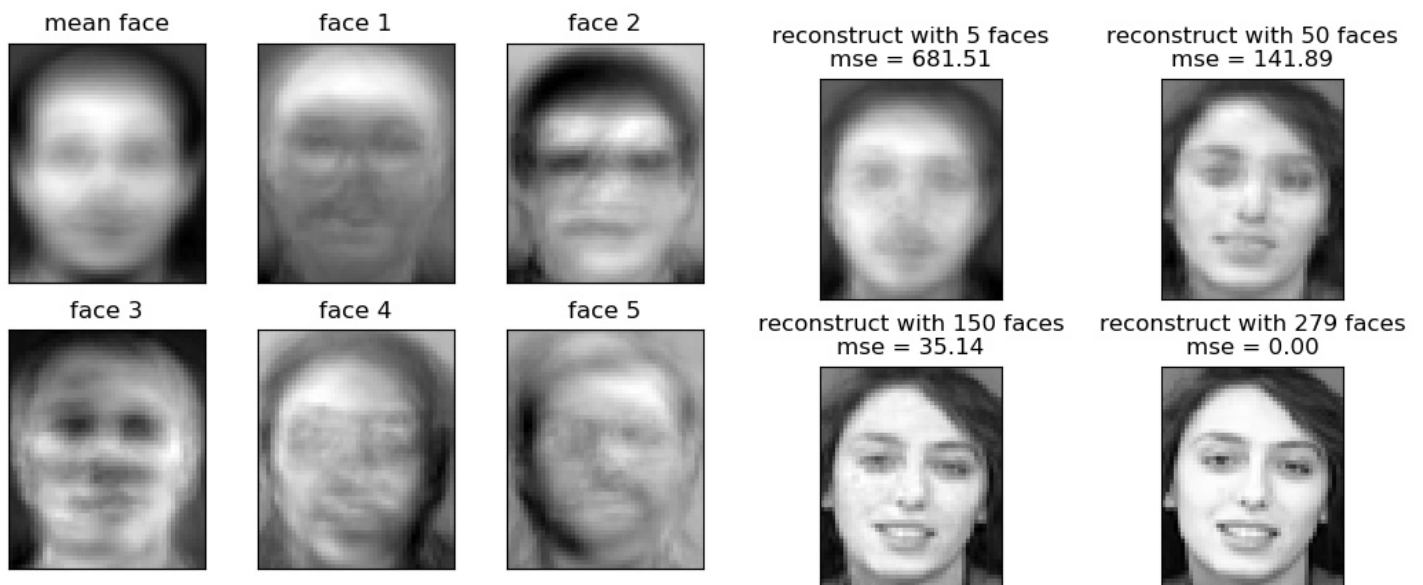 mean face
face 1
face 2
face 3
face 4
face 5
reconstruct with 5 faces
mse = 681.51
reconstruct with 50 faces
mse = 141.89
reconstruct with 150 faces
mse = 35.14
reconstruct with 279 faces
mse = 0.00